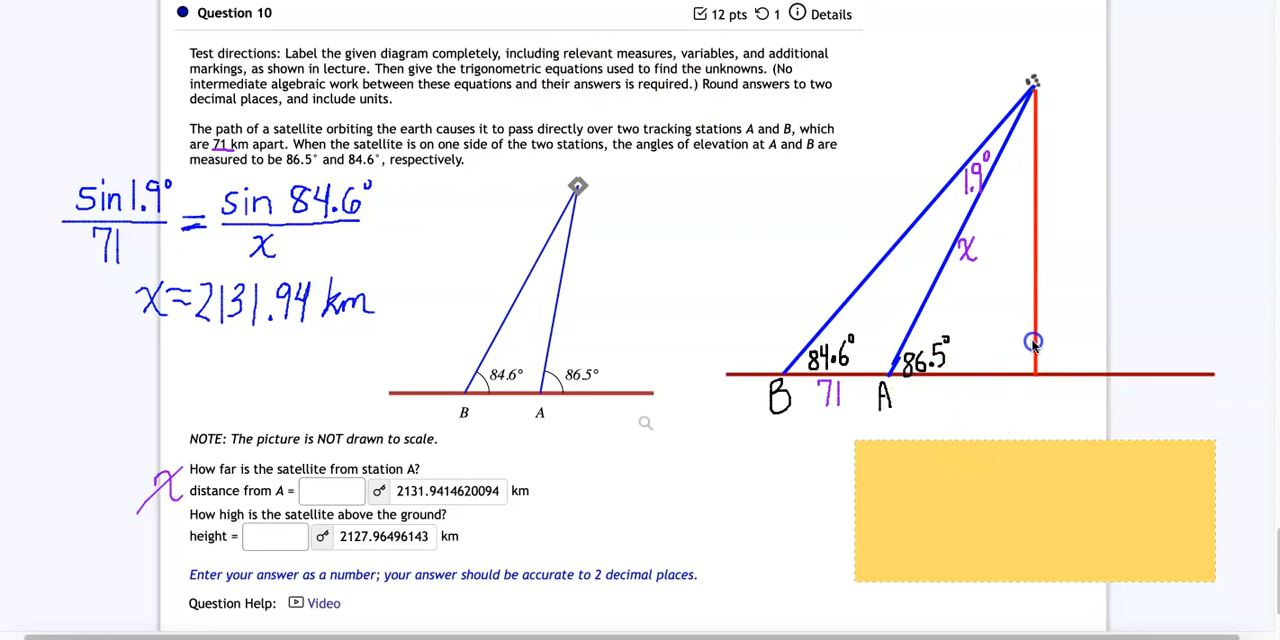 Question 10
12 pts 1 Details
Test directions: Label the given diagram completely, including relevant measures, variables, and additional
markings, as shown in lecture. Then give the trigonometric equations used to find the unknowns. (No
intermediate algebraic work between these equations and their answers is required.) Round answers to two
decimal places, and include units.
The path of a satellite orbiting the earth causes it to pass directly over two tracking stations A and B, which
are 71 km apart. When the satellite is on one side of the two stations, the angles of elevation at A and B are
measured to be 86.5° and 84.6°, respectively.
sin 1.9° / 71 = sin 84.6° / x
x ≈ 2131.94 km
84.6°
86.5°
B
A
1.9°
x
84.6°
86.5°
B
71
A
NOTE: The picture is NOT drawn to scale.
x
How far is the satellite from station A?
distance from A = 2131.9414620094 km
How high is the satellite above the ground?
height = 2127.96496143 km
Enter your answer as a number; your answer should be accurate to 2 decimal places.
Question Help: Video